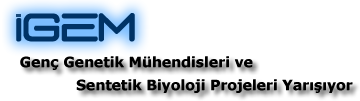 iGEM
Genç Genetik Mühendisleri ve
Sentetik Biyoloji Projeleri Yarışıyor